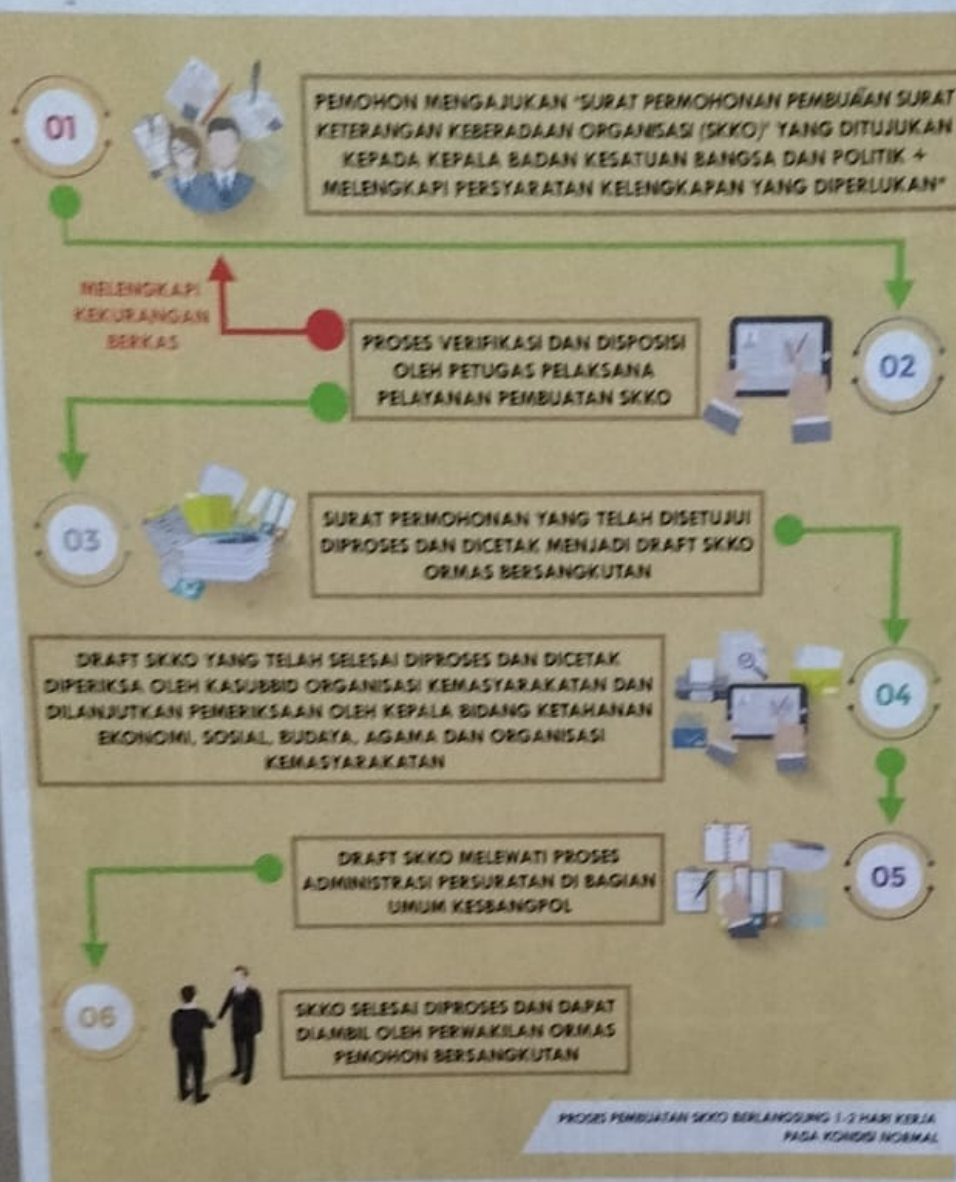 01
PEMOHON MENGAJUKAN "SURAT PERMOHONAN PEMBUATAN SURAT
KETERANGAN KEBERADAAN ORGANISASI (SKKO)" YANG DITUJUKAN
KEPADA KEPALA BADAN KESATUAN BANGSA DAN POLITIK +
MELENGKAPI PERSYARATAN KELENGKAPAN YANG DIPERLUKAN"
MELENGKAPI
KEKURANGAN
BERKAS
PROSES VERIFIKASI DAN DISPOSISI
OLEH PETUGAS PELAKSANA
PELAYANAN PEMBUATAN SKKO
02
03
SURAT PERMOHONAN YANG TELAH DISETUJUI
DIPROSES DAN DICETAK MENJADI DRAFT SKKO
ORMAS BERSANGKUTAN
DRAFT SKKO YANG TELAH SELESAI DIPROSES DAN DICETAK
DIPERIKSA OLEH KASUBBID ORGANISASI KEMASYARAKATAN DAN
DILANJUTKAN PEMERIKSAAN OLEH KEPALA BIDANG KETAHANAN
EKONOMI, SOSIAL, BUDAYA, AGAMA DAN ORGANISASI
KEMASYARAKATAN
04
DRAFT SKKO MELEWATI PROSES
ADMINISTRASI PERSURATAN DI BAGIAN
UMUM KESBANGPOL
05
06
SKKO SELESAI DIPROSES DAN DAPAT
DIAMBIL OLEH PERWAKILAN ORMAS
PEMOHON BERSANGKUTAN
PROSES PEMBUATAN SKKO BERLANGSUNG 1-2 HARI KERJA
PADA KONDISI NORMAL